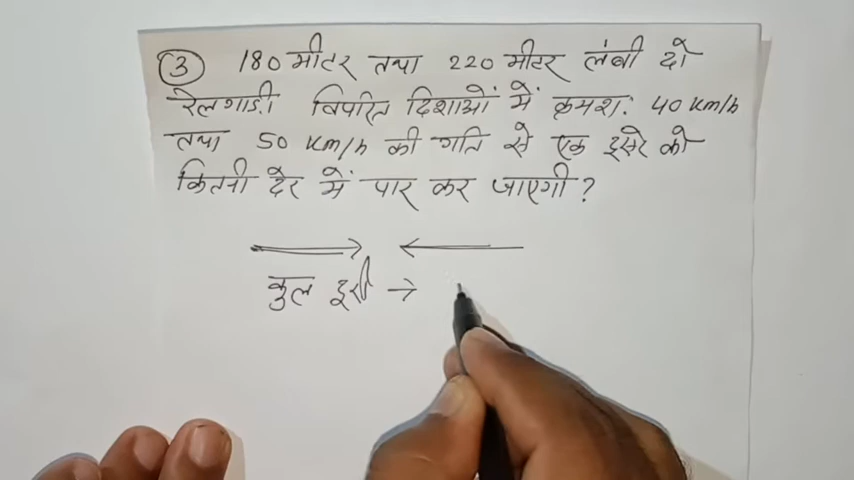 ③ 180 मीटर तथा 220 मीटर लंबी दो
रेलगाड़ी विपरित दिशाओं में क्रमश: 40 km/h
तथा 50 km/h की गति से एक दूसरे को
कितनी देर में पार कर जाएगी?
कुल दूरी →